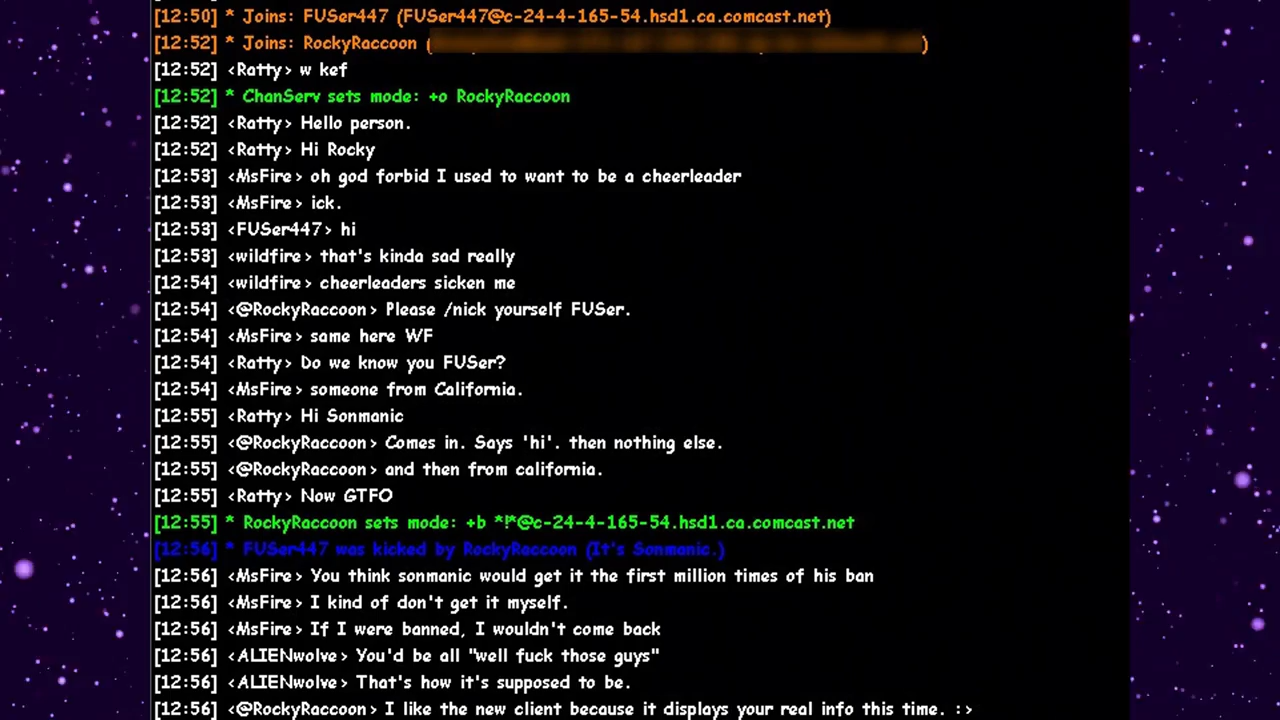 [12:50] * Joins: FUSer447 (FUSer447@c-24-4-165-54.hsd1.ca.comcast.net)
[12:52] * Joins: RockyRaccoon ( )
[12:52] <Ratty> w kef
[12:52] * ChanServ sets mode: +o RockyRaccoon
[12:52] <Ratty> Hello person.
[12:52] <Ratty> Hi Rocky
[12:53] <MsFire> oh god forbid I used to want to be a cheerleader
[12:53] <MsFire> ick.
[12:53] <FUSer447> hi
[12:53] <wildfire> that's kinda sad really
[12:54] <wildfire> cheerleaders sicken me
[12:54] <@RockyRaccoon> Please /nick yourself FUSer.
[12:54] <MsFire> same here WF
[12:54] <Ratty> Do we know you FUSer?
[12:54] <MsFire> someone from California.
[12:55] <Ratty> Hi Sonmanic
[12:55] <@RockyRaccoon> Comes in. Says 'hi'. then nothing else.
[12:55] <@RockyRaccoon> and then from california.
[12:55] <Ratty> Now GTFO
[12:55] * RockyRaccoon sets mode: +b *!*@c-24-4-165-54.hsd1.ca.comcast.net
[12:56] * FUSer447 was kicked by RockyRaccoon (It's Sonmanic.)
[12:56] <MsFire> You think sonmanic would get it the first million times of his ban
[12:56] <MsFire> I kind of don't get it myself.
[12:56] <MsFire> If I were banned, I wouldn't come back
[12:56] <ALIENwolve> You'd be all "well fuck those guys"
[12:56] <ALIENwolve> That's how it's supposed to be.
[12:56] <@RockyRaccoon> I like the new client because it displays your real info this time. :>